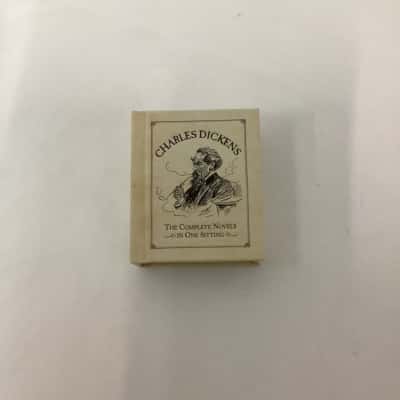 CHARLES DICKENS
THE COMPLETE NOVELS
IN ONE SITTING